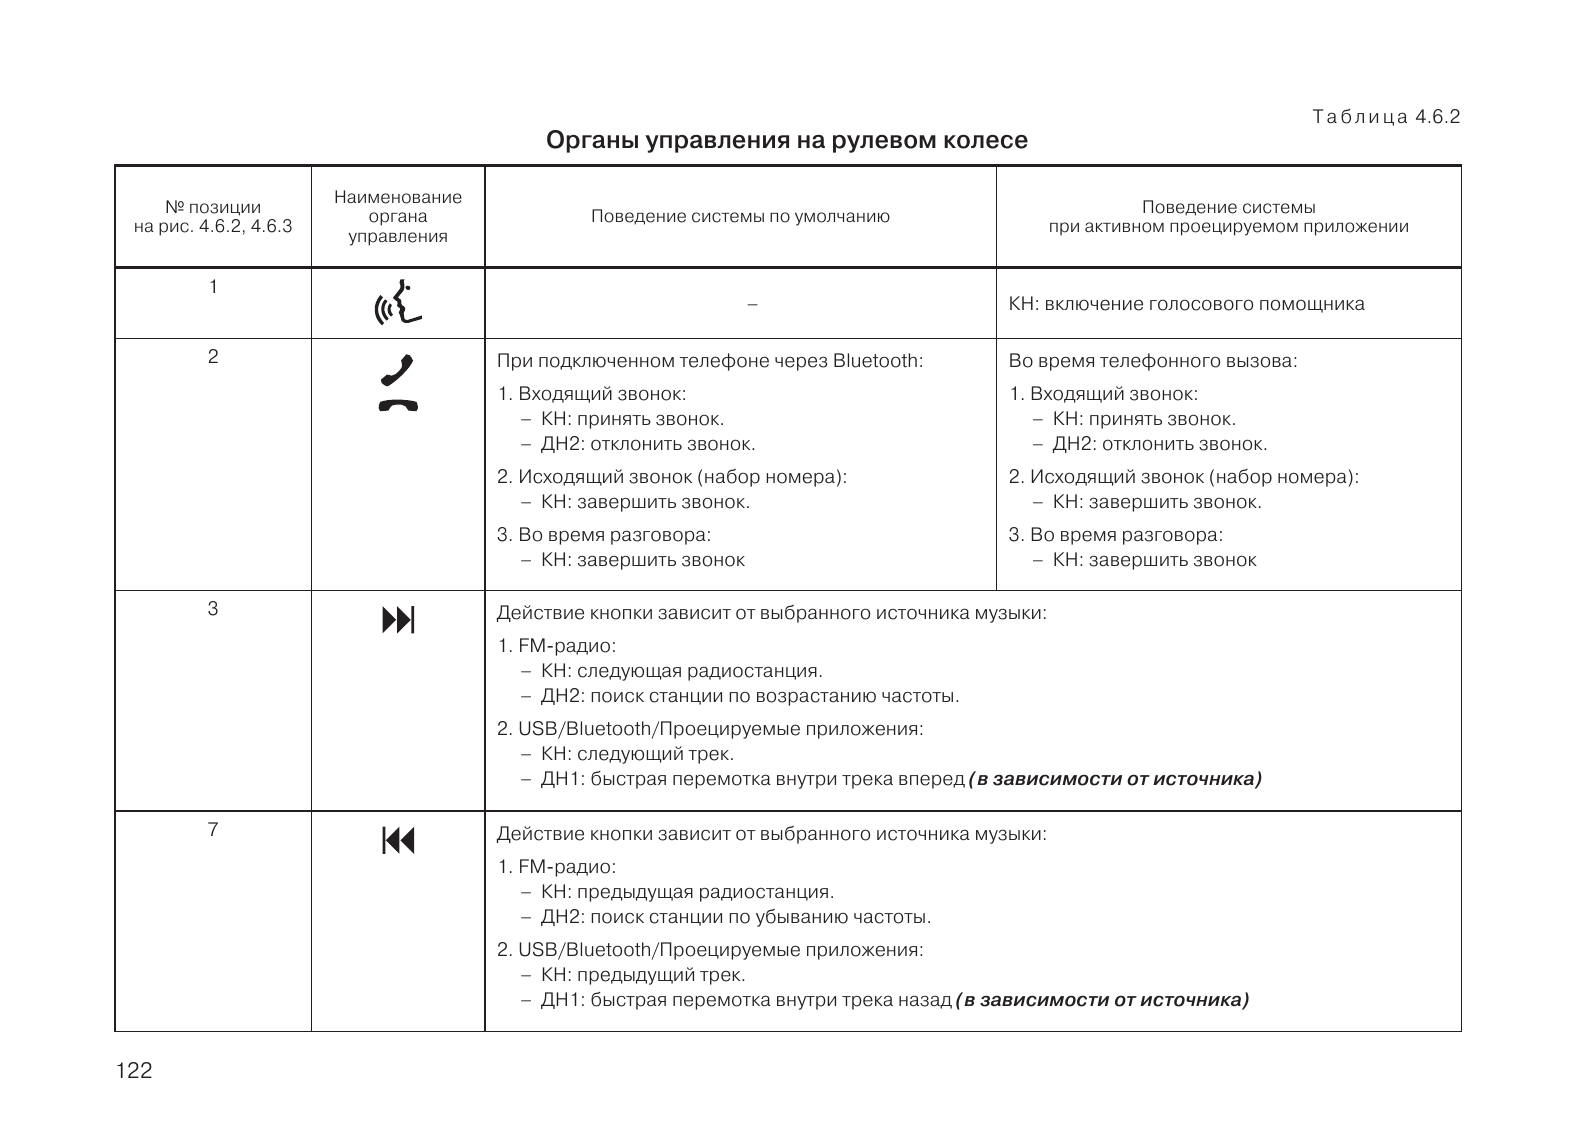 Таблица 4.6.2
Органы управления на рулевом колесе
№ позиции
на рис. 4.6.2, 4.6.3
Наименование
органа
управления
Поведение системы по умолчанию
Поведение системы
при активном проецируемом приложении
1
–
КН: включение голосового помощника
2
При подключенном телефоне через Bluetooth:
1. Входящий звонок:
– КН: принять звонок.
– ДН2: отклонить звонок.
2. Исходящий звонок (набор номера):
– КН: завершить звонок.
3. Во время разговора:
– КН: завершить звонок
Во время телефонного вызова:
1. Входящий звонок:
– КН: принять звонок.
– ДН2: отклонить звонок.
2. Исходящий звонок (набор номера):
– КН: завершить звонок.
3. Во время разговора:
– КН: завершить звонок
3
Действие кнопки зависит от выбранного источника музыки:
1. FM-радио:
– КН: следующая радиостанция.
– ДН2: поиск станции по возрастанию частоты.
2. USB/Bluetooth/Проецируемые приложения:
– КН: следующий трек.
– ДН1: быстрая перемотка внутри трека вперед (в зависимости от источника)
7
Действие кнопки зависит от выбранного источника музыки:
1. FM-радио:
– КН: предыдущая радиостанция.
– ДН2: поиск станции по убыванию частоты.
2. USB/Bluetooth/Проецируемые приложения:
– КН: предыдущий трек.
– ДН1: быстрая перемотка внутри трека назад (в зависимости от источника)
122